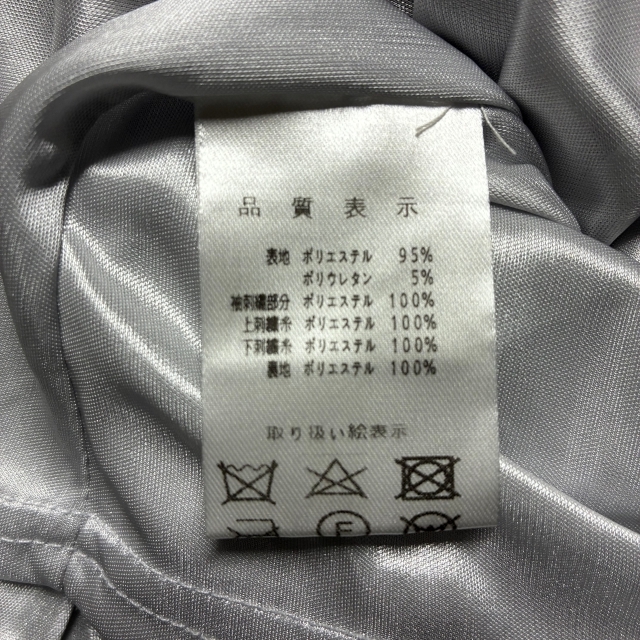 品質表示
表地 ポリエステル 95%
ポリウレタン 5%
袖刺繍部分 ポリエステル 100%
上刺繍糸 ポリエステル 100%
下刺繍糸 ポリエステル 100%
裏地 ポリエステル 100%
取り扱い絵表示
F